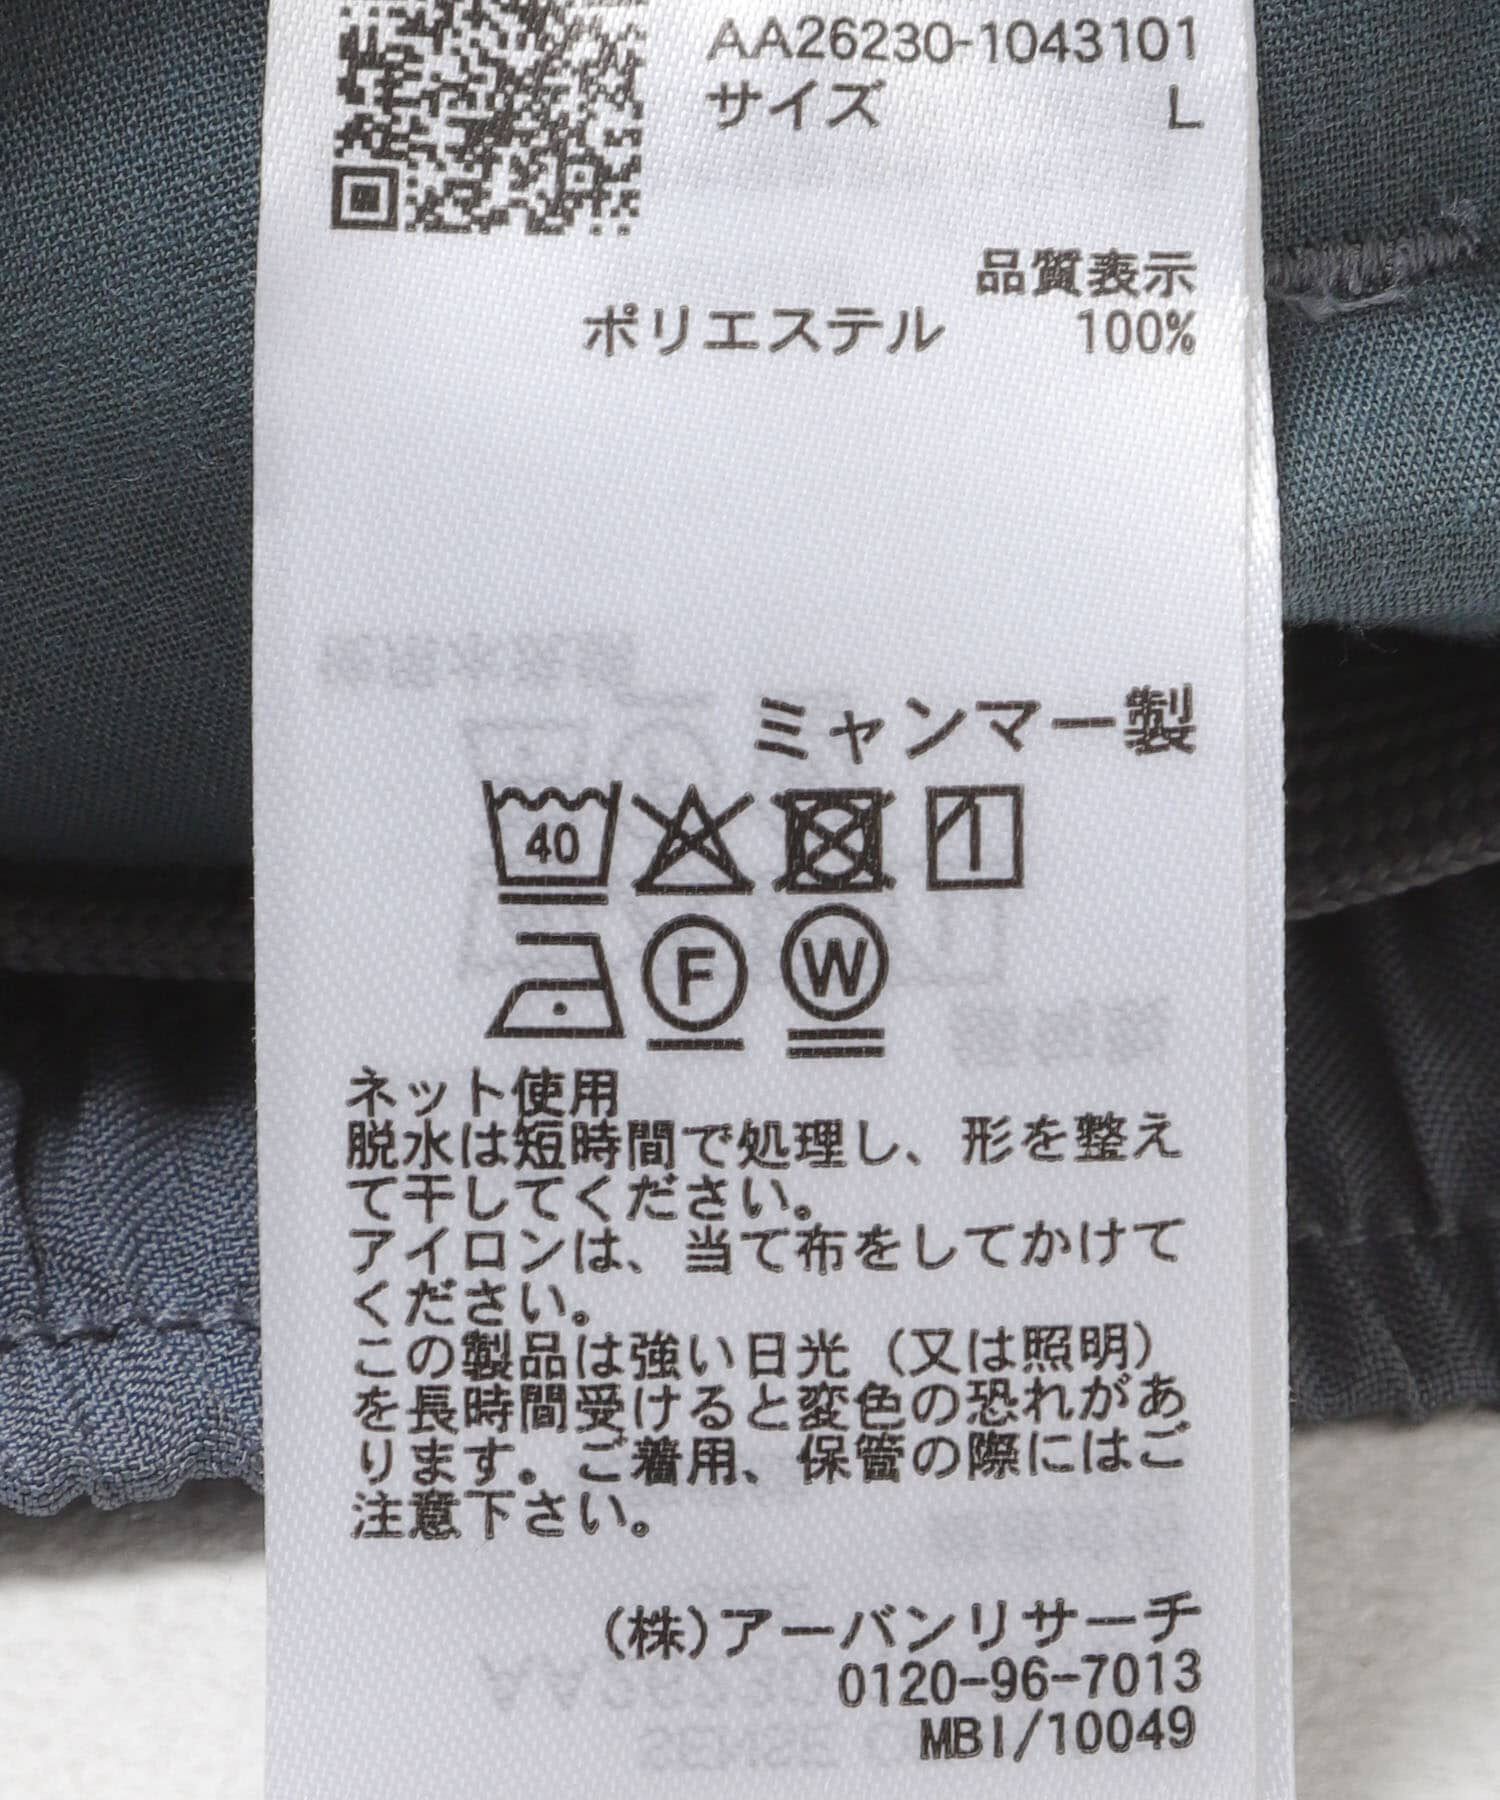 AA26230-1043101
サイズ L
品質表示
ポリエステル 100%
ミャンマー製
40
F W
ネット使用
脱水は短時間で処理し、形を整え
て干してください。
アイロンは、当て布をしてかけて
ください。
この製品は強い日光（又は照明）
を長時間受けると変色の恐れがあ
ります。ご着用、保管の際にはご
注意下さい。
(株)アーバンリサーチ
0120-96-7013
MBI/10049